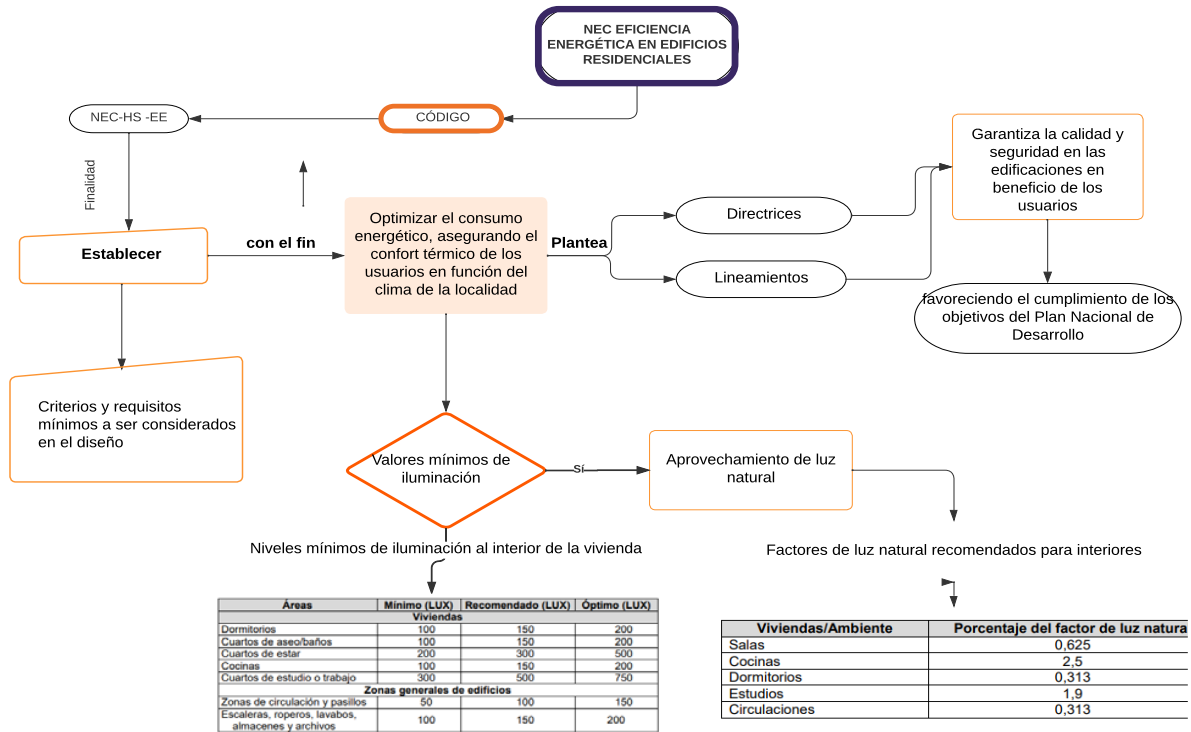 NEC EFICIENCIA
ENERGÉTICA EN EDIFICIOS
RESIDENCIALES
CÓDIGO
NEC-HS -EE
Finalidad
Establecer
con el fin
Optimizar el consumo
energético, asegurando el
confort térmico de los
usuarios en función del
clima de la localidad
Plantea
Directrices
Lineamientos
Garantiza la calidad y
seguridad en las
edificaciones en
beneficio de los
usuarios
favoreciendo el cumplimiento de los
objetivos del Plan Nacional de
Desarrollo
Criterios y requisitos
mínimos a ser considerados
en el diseño
Valores mínimos de
iluminación
Sí
Aprovechamiento de luz
natural
Niveles mínimos de iluminación al interior de la vivienda
Factores de luz natural recomendados para interiores
Áreas Mínimo (LUX) Recomendado (LUX) Óptimo (LUX)
Viviendas
Dormitorios 100 150 200
Cuartos de aseo/baños 100 150 200
Cuartos de estar 200 300 500
Cocinas 100 150 200
Cuartos de estudio o trabajo 300 500 750
Zonas generales de edificios
Zonas de circulación y pasillos 50 100 150
Escaleras, roperos, lavabos,
almacenes y archivos 100 150 200
Viviendas/Ambiente Porcentaje del factor de luz natura
Salas 0,625
Cocinas 2,5
Dormitorios 0,313
Estudios 1,9
Circulaciones 0,313